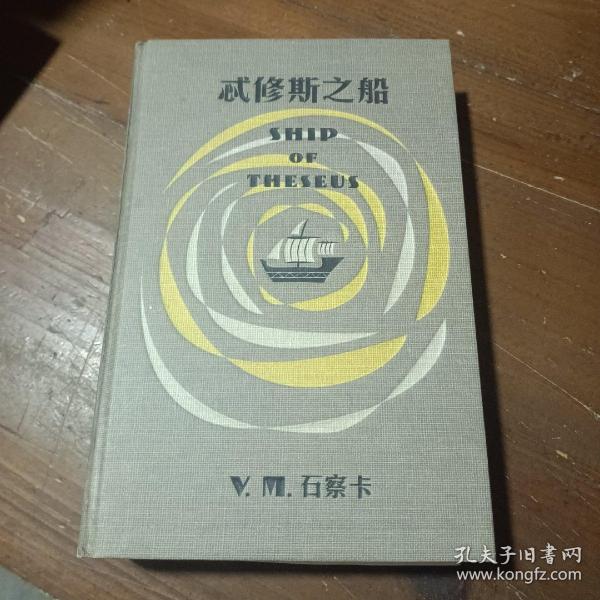 忒修斯之船
SHIP
OF
THESEUS
V. M. 石察卡
孔夫子旧书网
www.kongfz.com